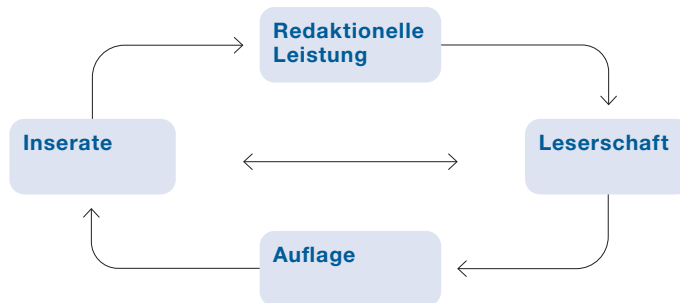 Redaktionelle
Leistung
Inserate
Leserschaft
Auflage